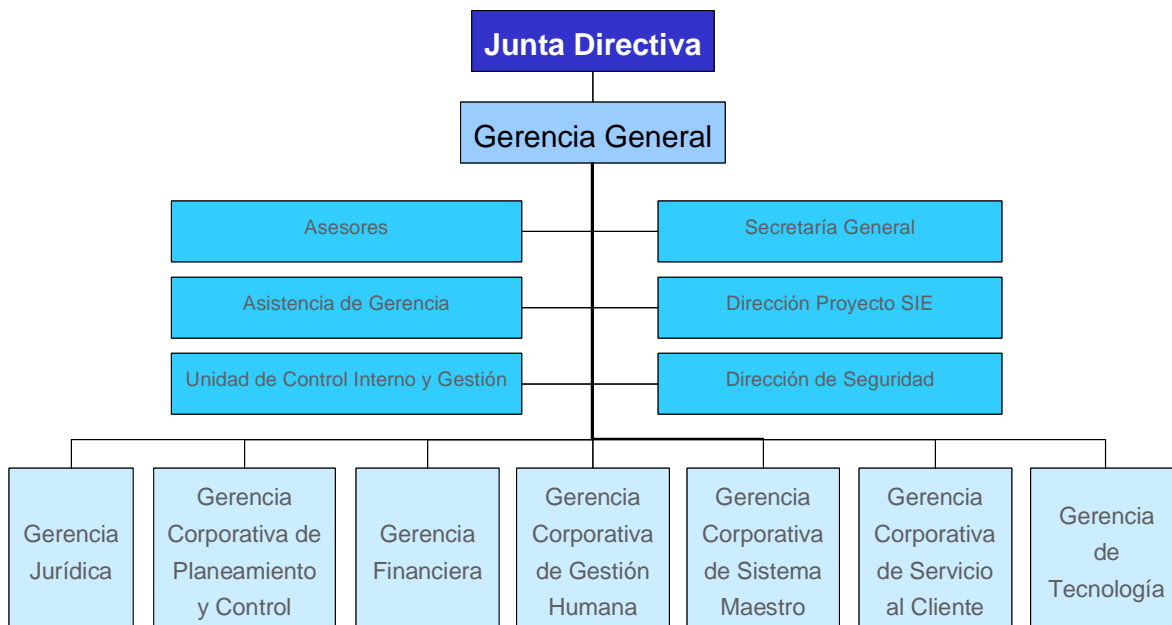 Junta Directiva
Gerencia General
Asesores
Secretaría General
Asistencia de Gerencia
Dirección Proyecto SIE
Unidad de Control Interno y Gestión
Dirección de Seguridad
Gerencia
Jurídica
Gerencia
Corporativa de
Planeamiento
y Control
Gerencia
Financiera
Gerencia
Corporativa
de Gestión
Humana
Gerencia
Corporativa
de Sistema
Maestro
Gerencia
Corporativa
de Servicio
al Cliente
Gerencia
de
Tecnología